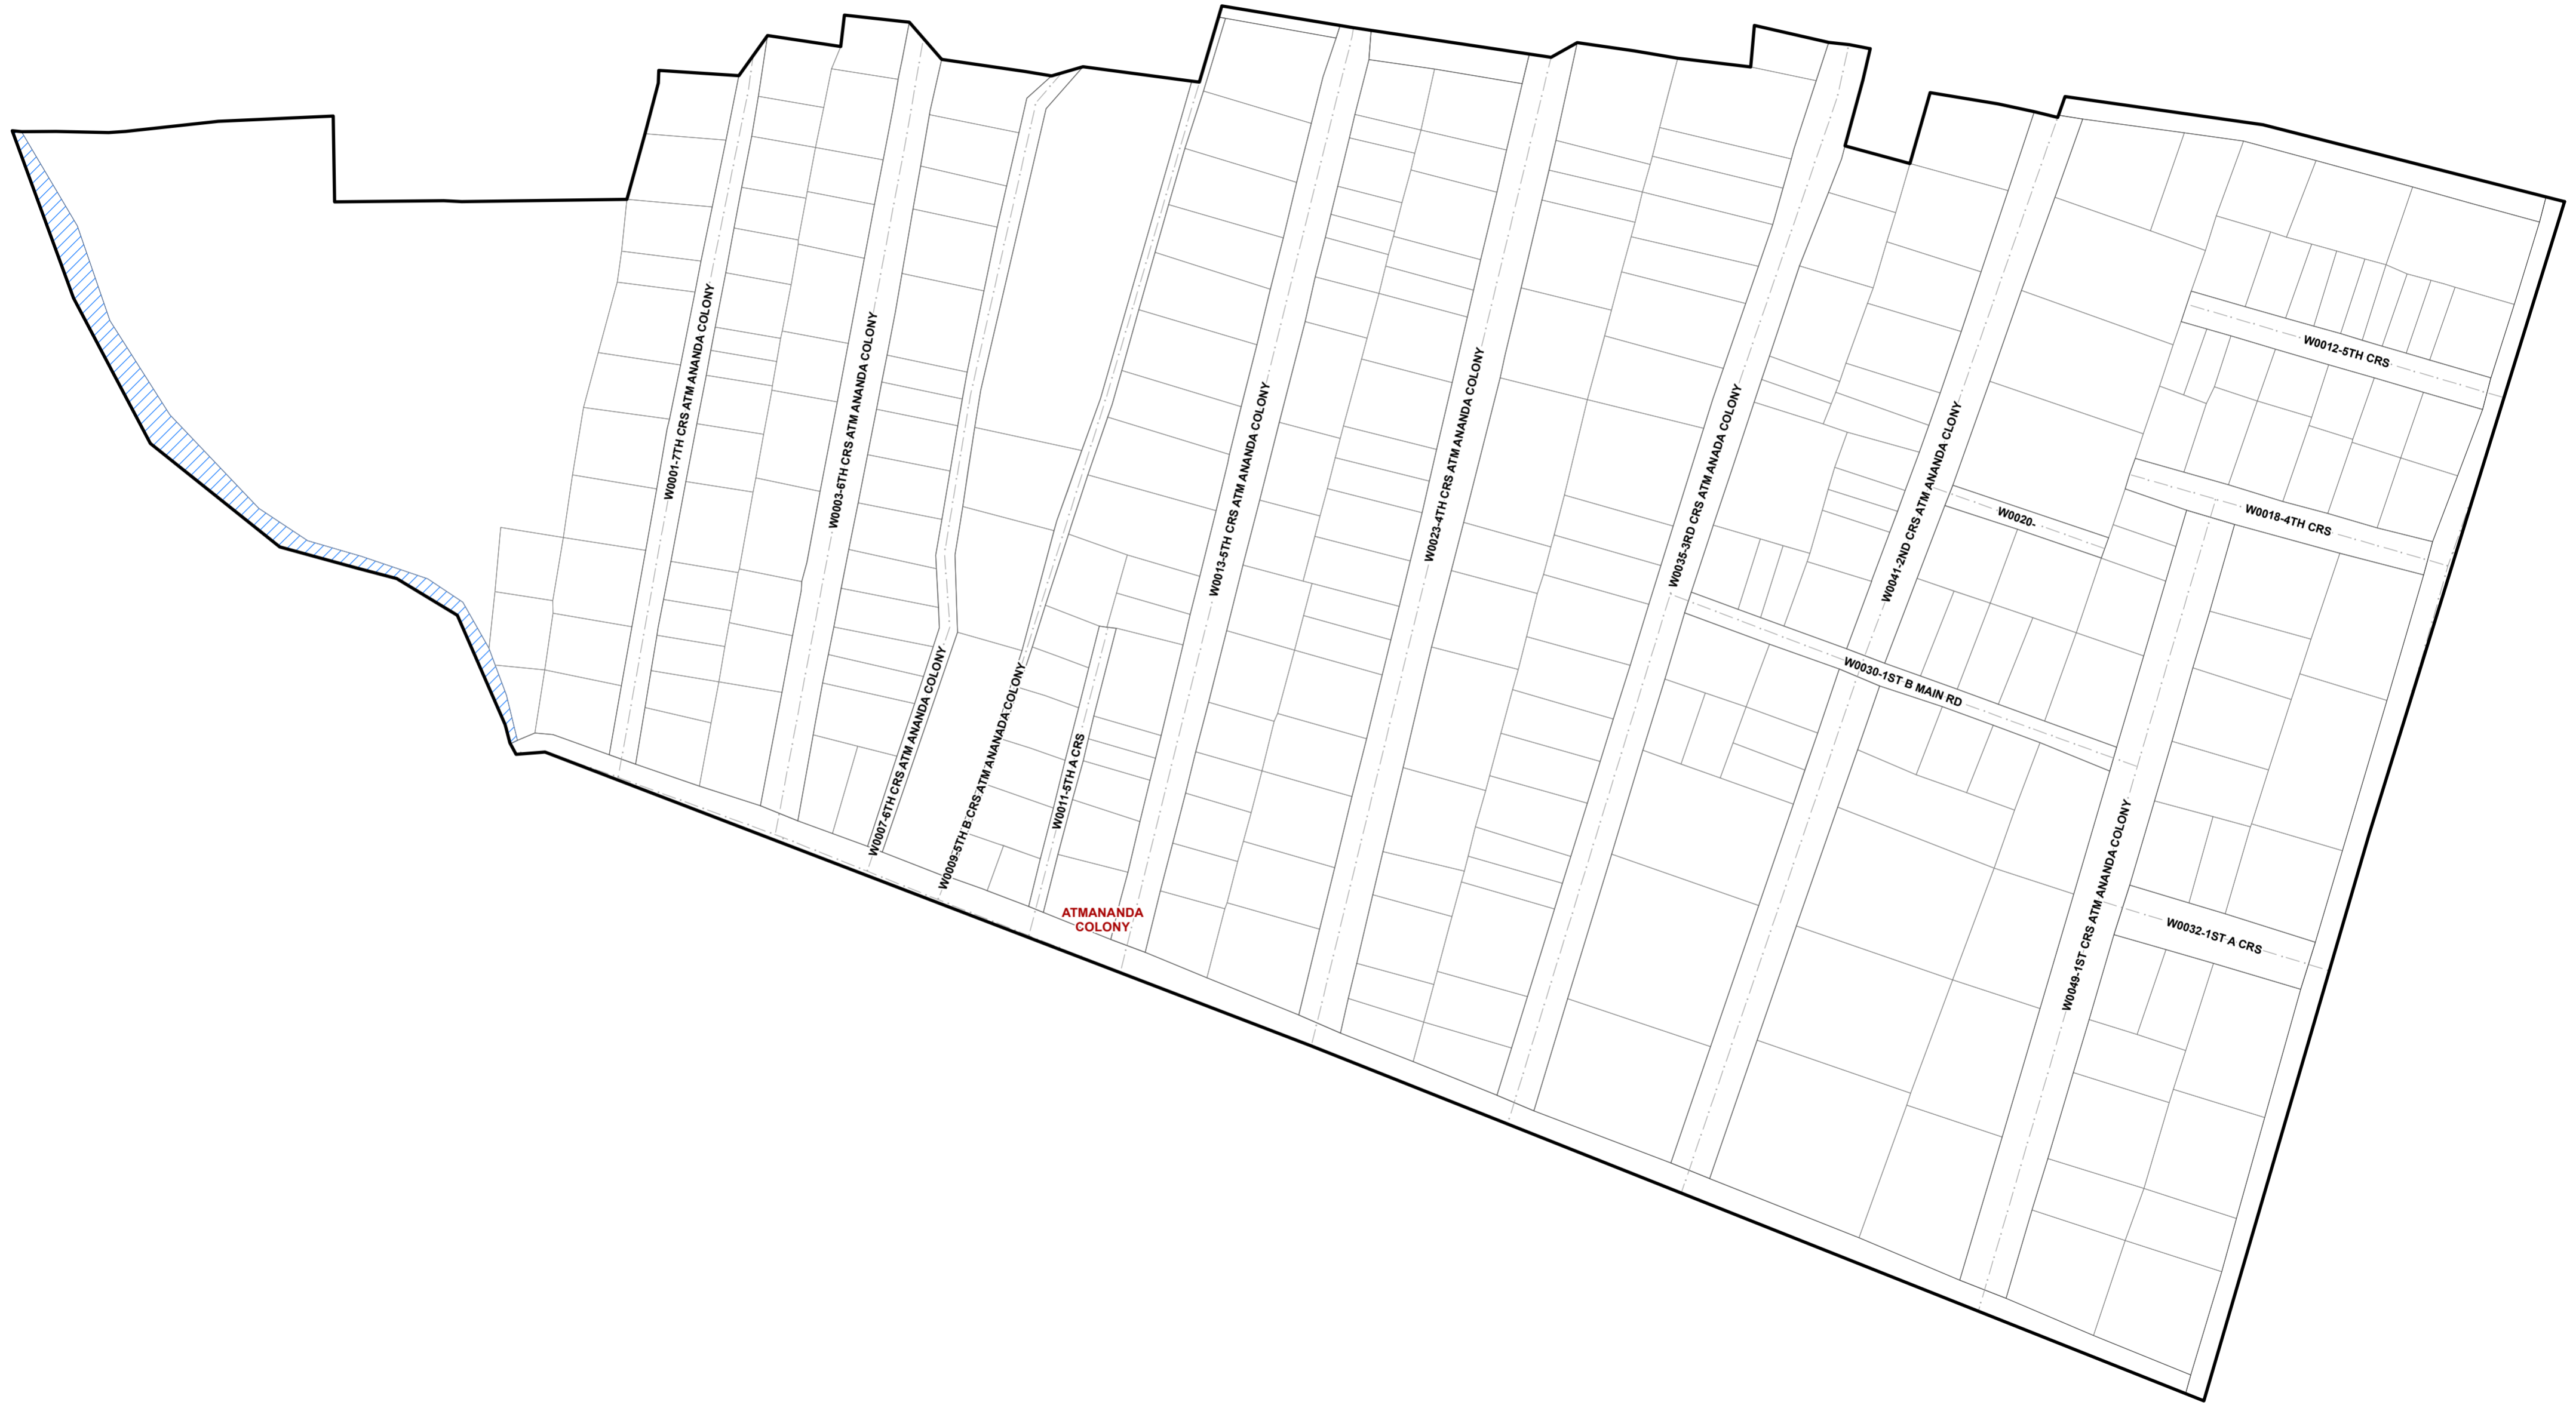 W0001-7TH CRS ATM ANANDA COLONY
W0003-6TH CRS ATM ANANDA COLONY
W0007-6TH CRS ATM ANANDA COLONY
W0009-5TH B CRS ATM ANANADA COLONY
W0011-5TH A CRS
ATMANANDA
COLONY
W0013-5TH CRS ATM ANANDA COLONY
W0023-4TH CRS ATM ANANDA COLONY
W0035-3RD CRS ATM ANADA COLONY
W0041-2ND CRS ATM ANANDA CLONY
W0012-5TH CRS
W0018-4TH CRS
W0020-
W0030-1ST B MAIN RD
W0049-1ST CRS ATM ANANDA COLONY
W0032-1ST A CRS